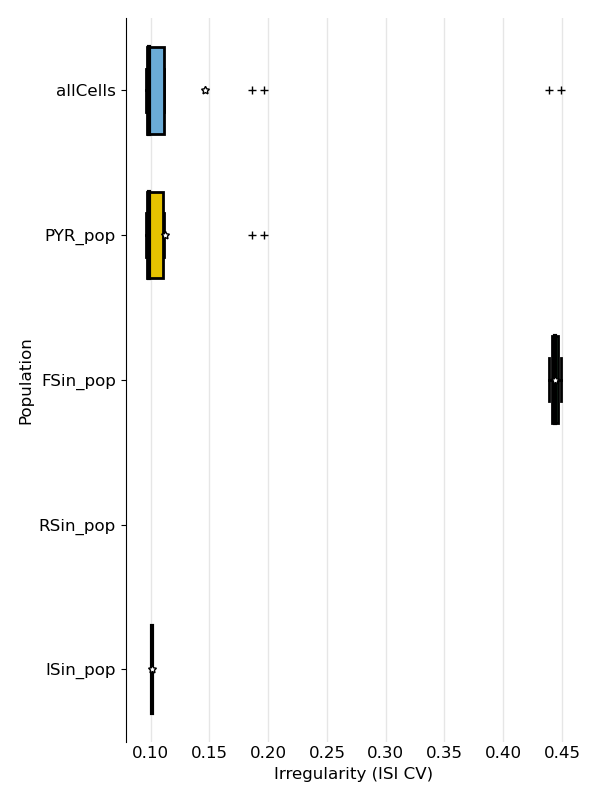 allCells
PYR_pop
FSin_pop
RSin_pop
ISin_pop
Population
0.10 0.15 0.20 0.25 0.30 0.35 0.40 0.45
Irregularity (ISI CV)